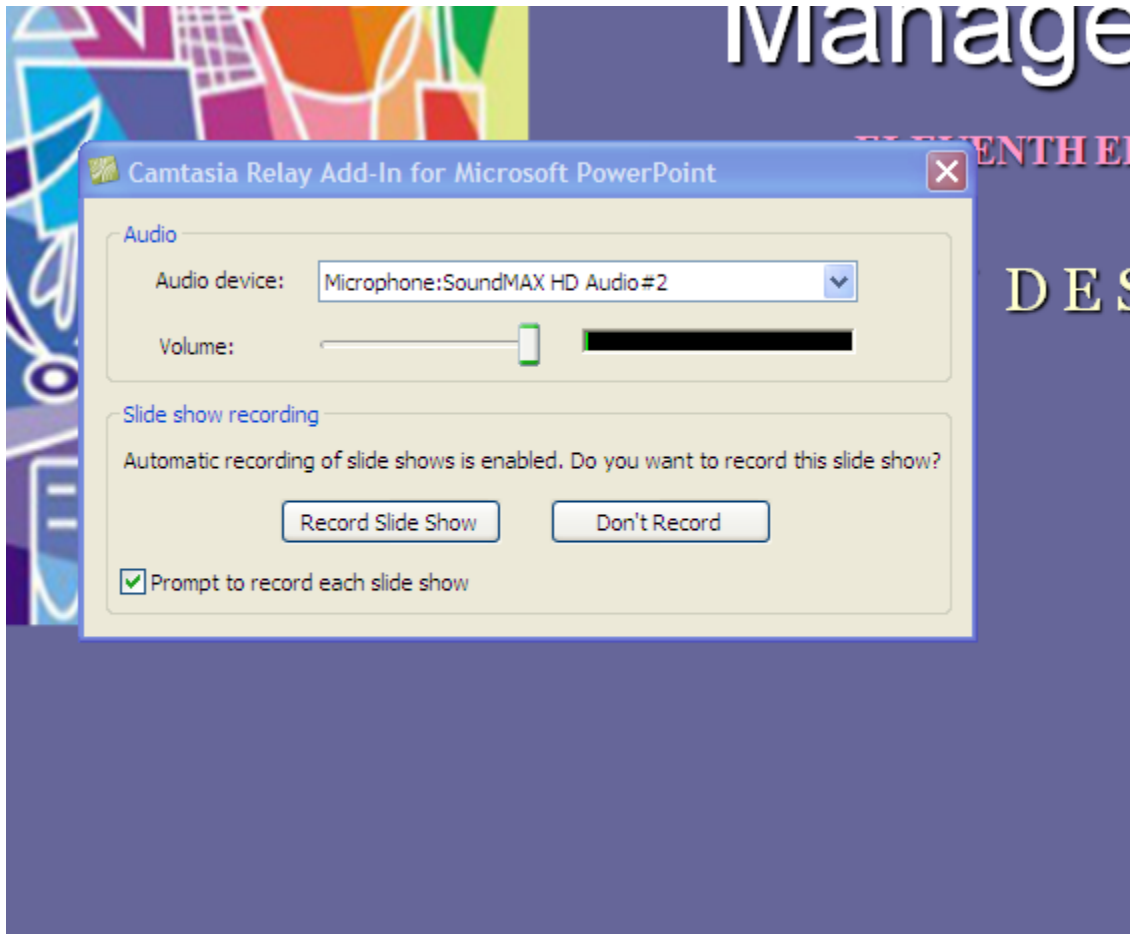 Manage
ELEVENTH E
Camtasia Relay Add-In for Microsoft PowerPoint
Audio
Audio device: Microphone:SoundMAX HD Audio#2
D E S
Volume:
Slide show recording
Automatic recording of slide shows is enabled. Do you want to record this slide show?
Record Slide Show Don't Record
Prompt to record each slide show